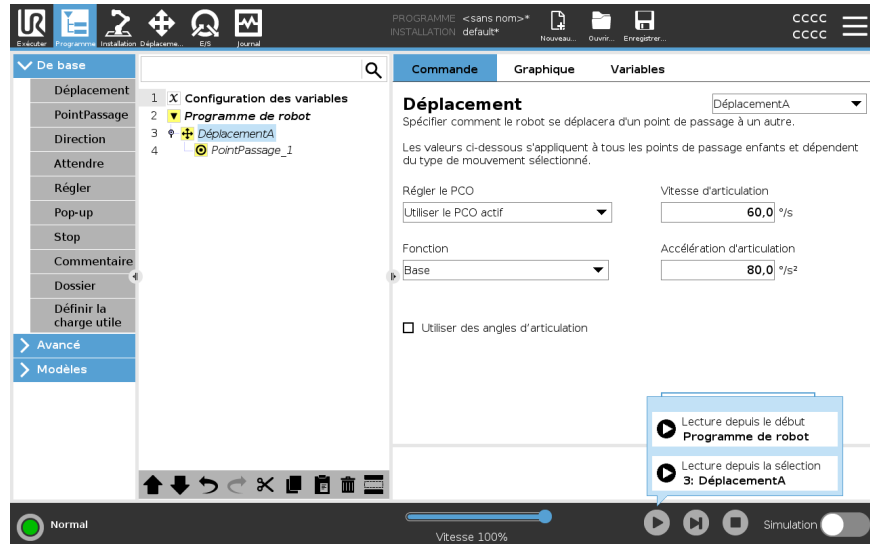 PROGRAMME <sans nom>*
INSTALLATION default*
Exécuter
Programme
Installation
Déplaceme...
E/S
Journal
Nouveau...
Ouvrir...
Enregistrer...
cccc
cccc
De base
Déplacement
PointPassage
Direction
Attendre
Régler
Pop-up
Stop
Commentaire
Dossier
Définir la
charge utile
Avancé
Modèles
1 X Configuration des variables
2 Programme de robot
3 DéplacementA
4 PointPassage_1
Commande Graphique Variables
Déplacement
DéplacementA
Spécifier comment le robot se déplacera d'un point de passage à un autre.
Les valeurs ci-dessous s'appliquent à tous les points de passage enfants et dépendent
du type de mouvement sélectionné.
Régler le PCO
Vitesse d'articulation
Utiliser le PCO actif
60,0 °/s
Fonction
Accélération d'articulation
Base
80,0 °/s²
Utiliser des angles d'articulation
Lecture depuis le début
Programme de robot
Lecture depuis la sélection
3: DéplacementA
Normal
Vitesse 100%
Simulation